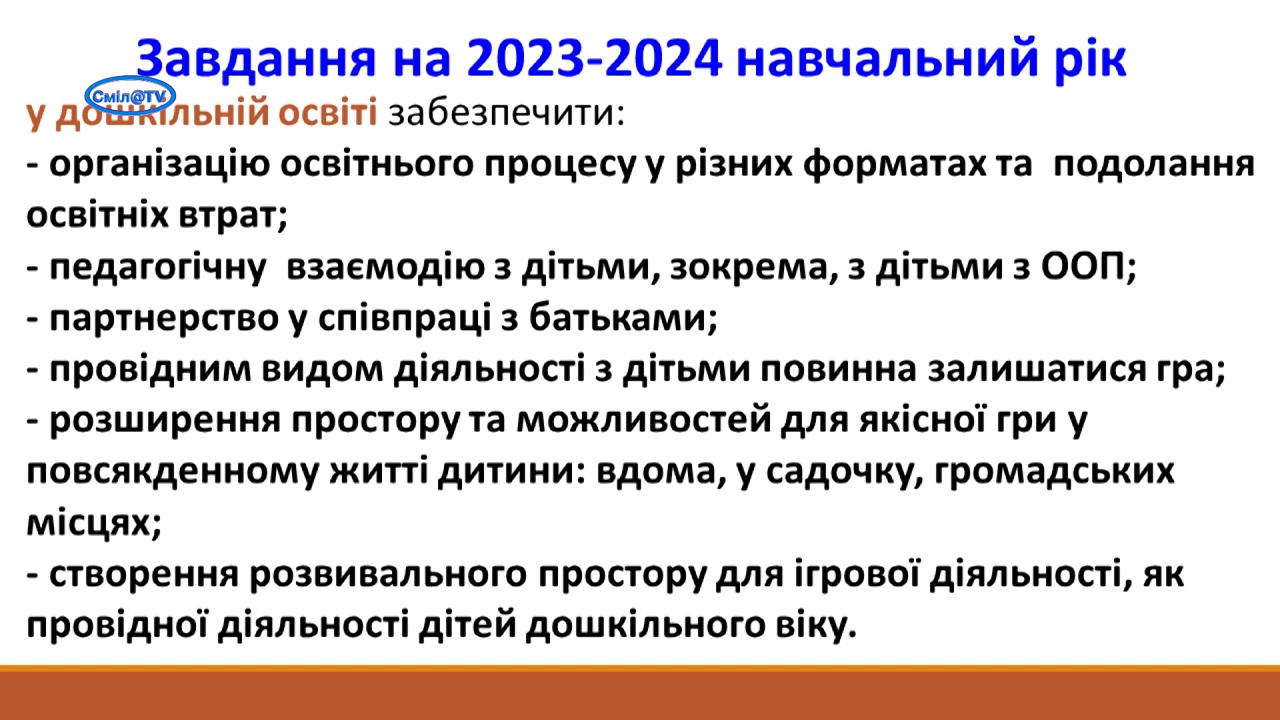 Завдання на 2023-2024 навчальний рік
Сміл@TV
у дошкільній освіті забезпечити:
- організацію освітнього процесу у різних форматах та подолання
освітніх втрат;
- педагогічну взаємодію з дітьми, зокрема, з дітьми з ООП;
- партнерство у співпраці з батьками;
- провідним видом діяльності з дітьми повинна залишатися гра;
- розширення простору та можливостей для якісної гри у
повсякденному житті дитини: вдома, у садочку, громадських
місцях;
- створення розвивального простору для ігрової діяльності, як
провідної діяльності дітей дошкільного віку.